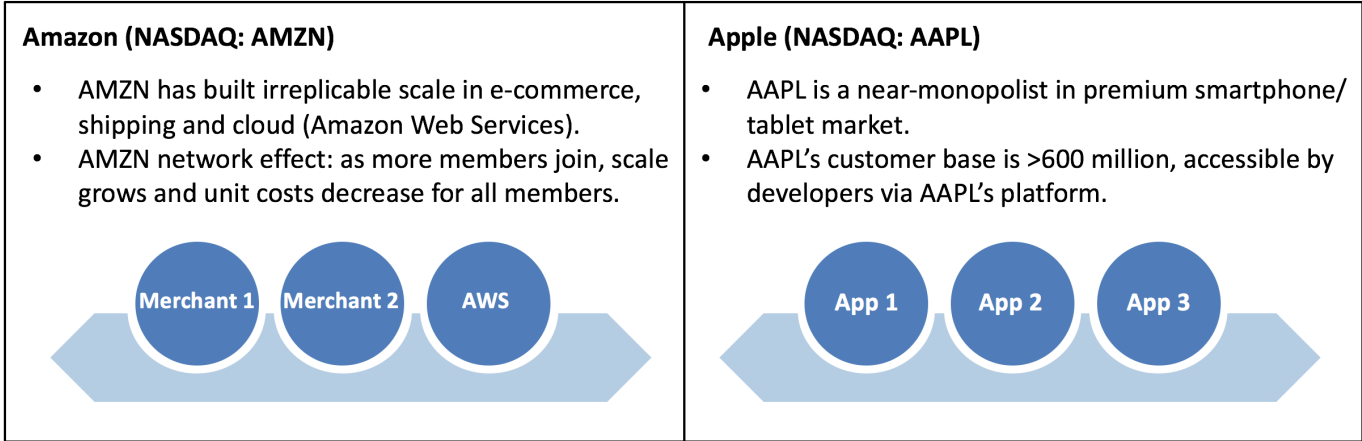 Amazon (NASDAQ: AMZN)
• AMZN has built irreplicable scale in e-commerce,
shipping and cloud (Amazon Web Services).
• AMZN network effect: as more members join, scale
grows and unit costs decrease for all members.
Merchant 1
Merchant 2
AWS
Apple (NASDAQ: AAPL)
• AAPL is a near-monopolist in premium smartphone/
tablet market.
• AAPL’s customer base is >600 million, accessible by
developers via AAPL’s platform.
App 1
App 2
App 3